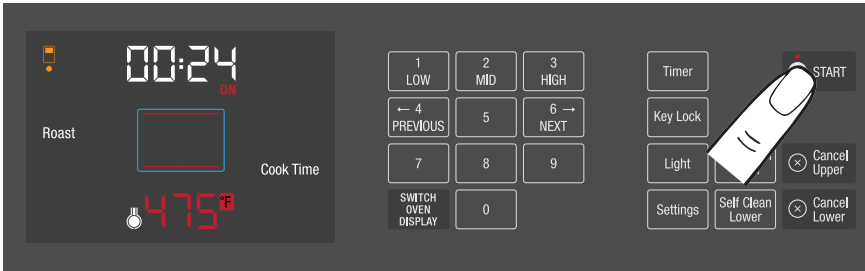 00:24
ON
Roast
Cook Time
475°F
1
LOW
2
MID
3
HIGH
← 4
PREVIOUS
5
6 →
NEXT
7
8
9
SWITCH
OVEN
DISPLAY
0
Timer
START
Key Lock
Light
Cancel
Upper
Settings
Self Clean
Lower
Cancel
Lower